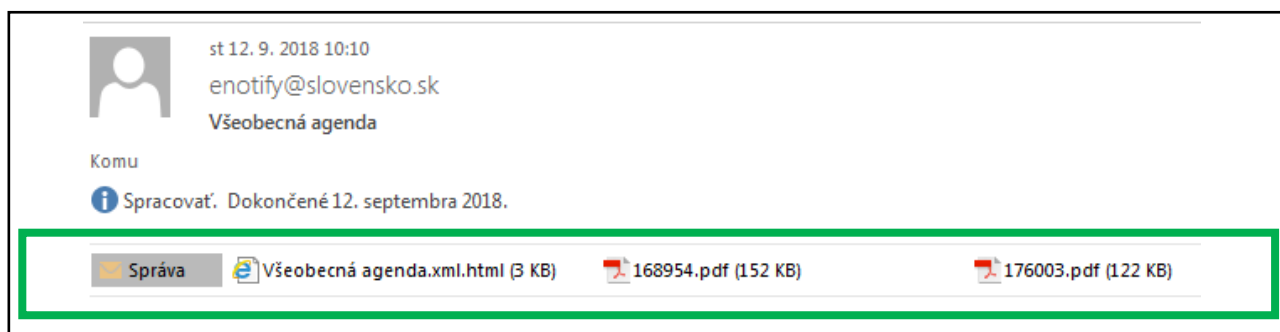 st 12. 9. 2018 10:10
enotify@slovensko.sk
Všeobecná agenda
Komu
Spracovať. Dokončené 12. septembra 2018.
Správa Všeobecná agenda.xml.html (3 KB) 168954.pdf (152 KB) 176003.pdf (122 KB)